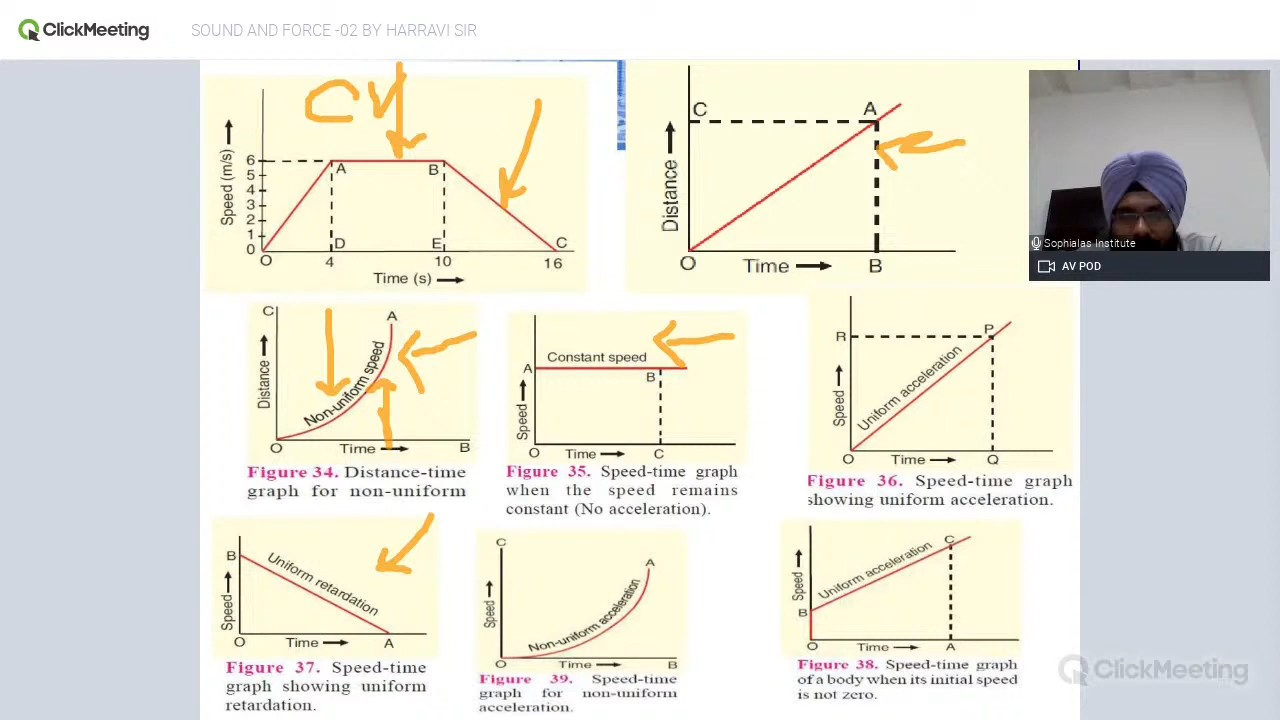 ClickMeeting
SOUND AND FORCE -02 BY HARRAVI SIR
CV
Speed (m/s)
6
5
4
3
2
1
0
A
B
D
E
C
O
4
10
16
Time (s)
Distance
C
A
O
Time
B
Sophialas Institute
AV POD
C
A
Distance
Non-uniform speed
O
Time
B
Figure 34. Distance-time
graph for non-uniform
Constant speed
A
B
Speed
O
Time
C
Figure 35. Speed-time graph
when the speed remains
constant (No acceleration).
R
P
Speed
Uniform acceleration
O
Time
Q
Figure 36. Speed-time graph
showing uniform acceleration.
B
Uniform retardation
Speed
O
Time
A
Figure 37. Speed-time
graph showing uniform
retardation.
C
A
Speed
Non-uniform acceleration
O
Time
B
Figure 39. Speed-time
graph for non-uniform
acceleration.
C
Speed
Uniform acceleration
B
O
Time
A
Figure 38. Speed-time graph
of a body when its initial speed
is not zero.
ClickMeeting